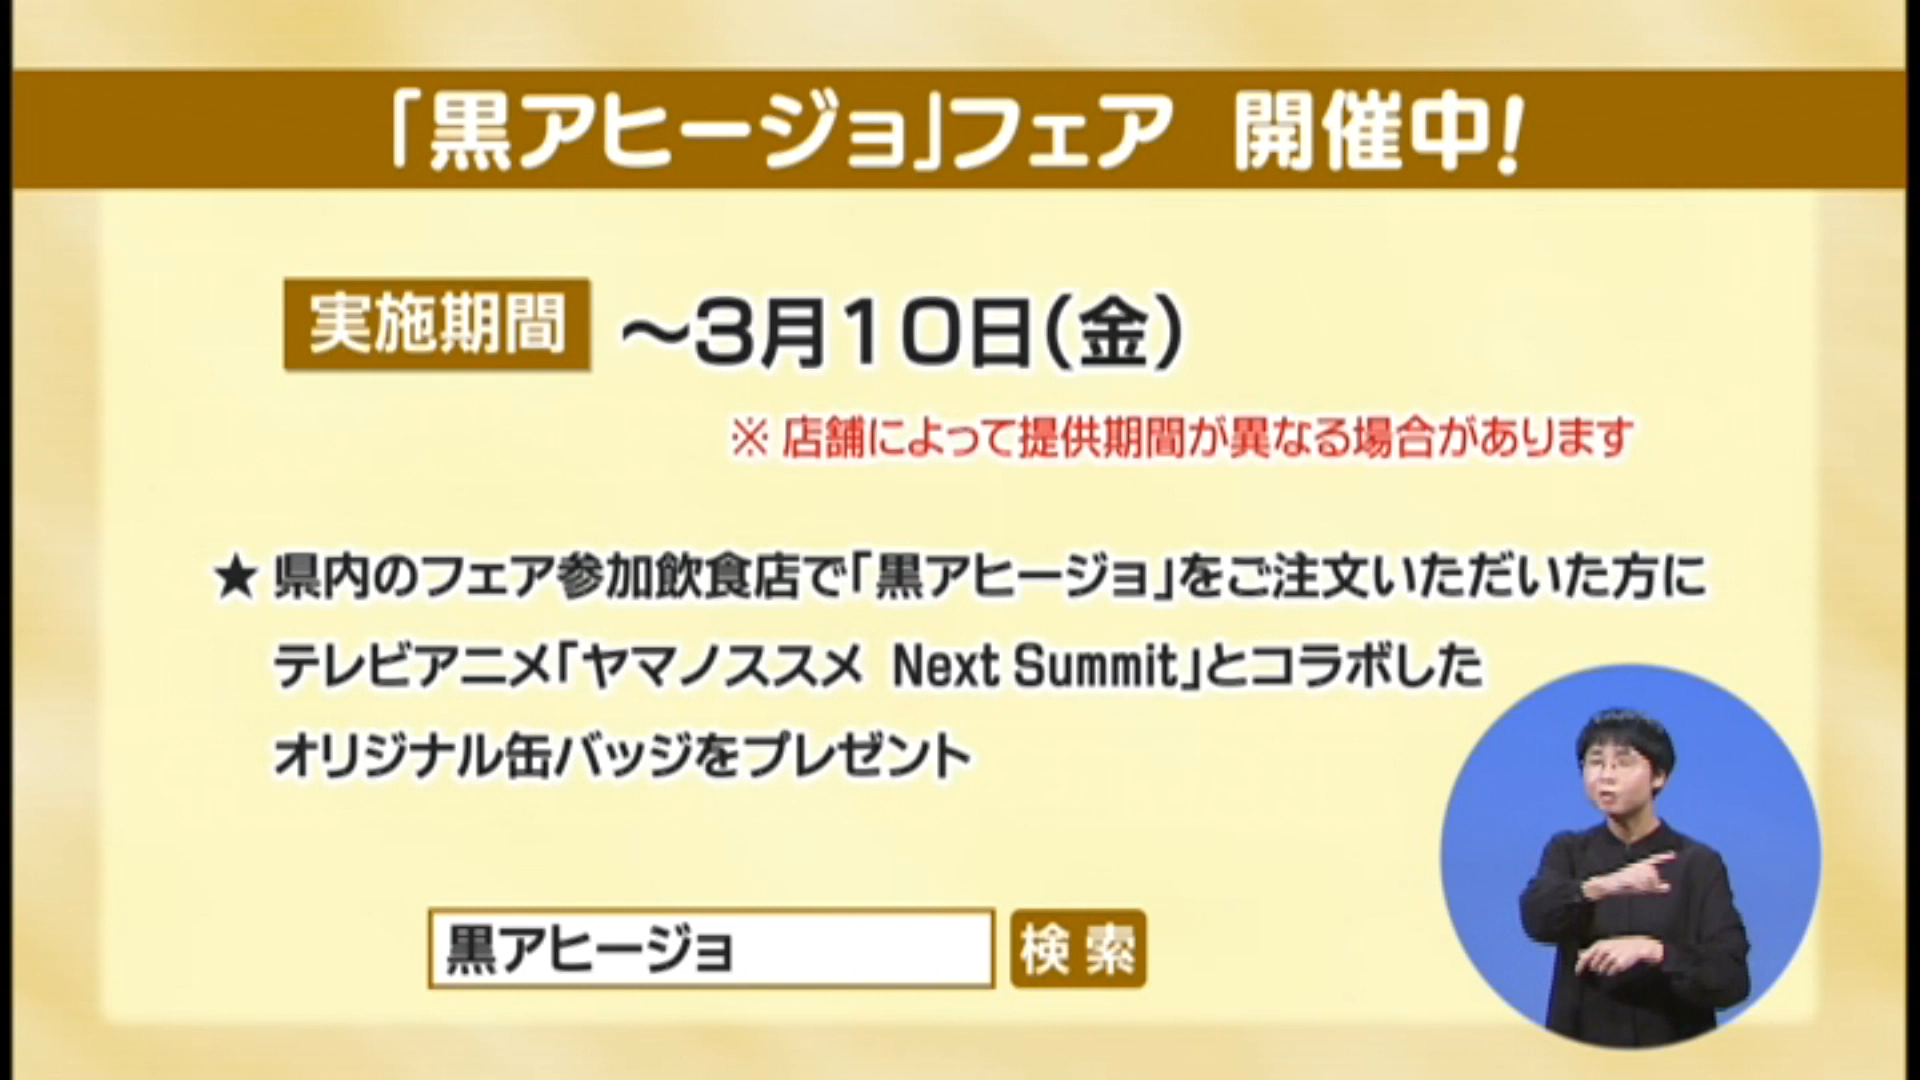 「黒アヒージョ」フェア 開催中!
実施期間 ～3月10日(金)
※ 店舗によって提供期間が異なる場合があります
★ 県内のフェア参加飲食店で「黒アヒージョ」をご注文いただいた方に
テレビアニメ「ヤマノススメ Next Summit」とコラボした
オリジナル缶バッジをプレゼント
黒アヒージョ 検索